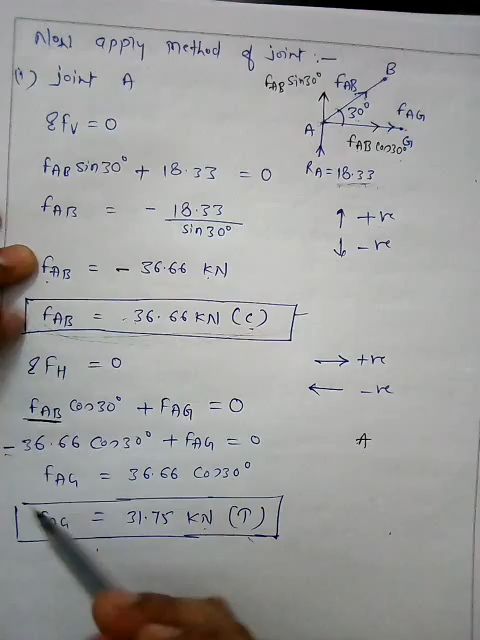 Now apply method of joint :-
(1) Joint A
ΣfV = 0
fAB sin30° + 18.33 = 0
fAB = - 18.33 / sin30°
fAB = - 36.66 KN
fAB = -36.66 KN (C)
ΣFH = 0
fAB cos30° + fAG = 0
-36.66 cos30° + fAG = 0
fAG = 36.66 cos30°
fAG = 31.75 KN (T)
fAB sin30°
fAB
B
30°
fAG
A
G
fAB cos30°
RA = 18.33
↑ +ve
↓ -ve
→ +ve
← -ve
A